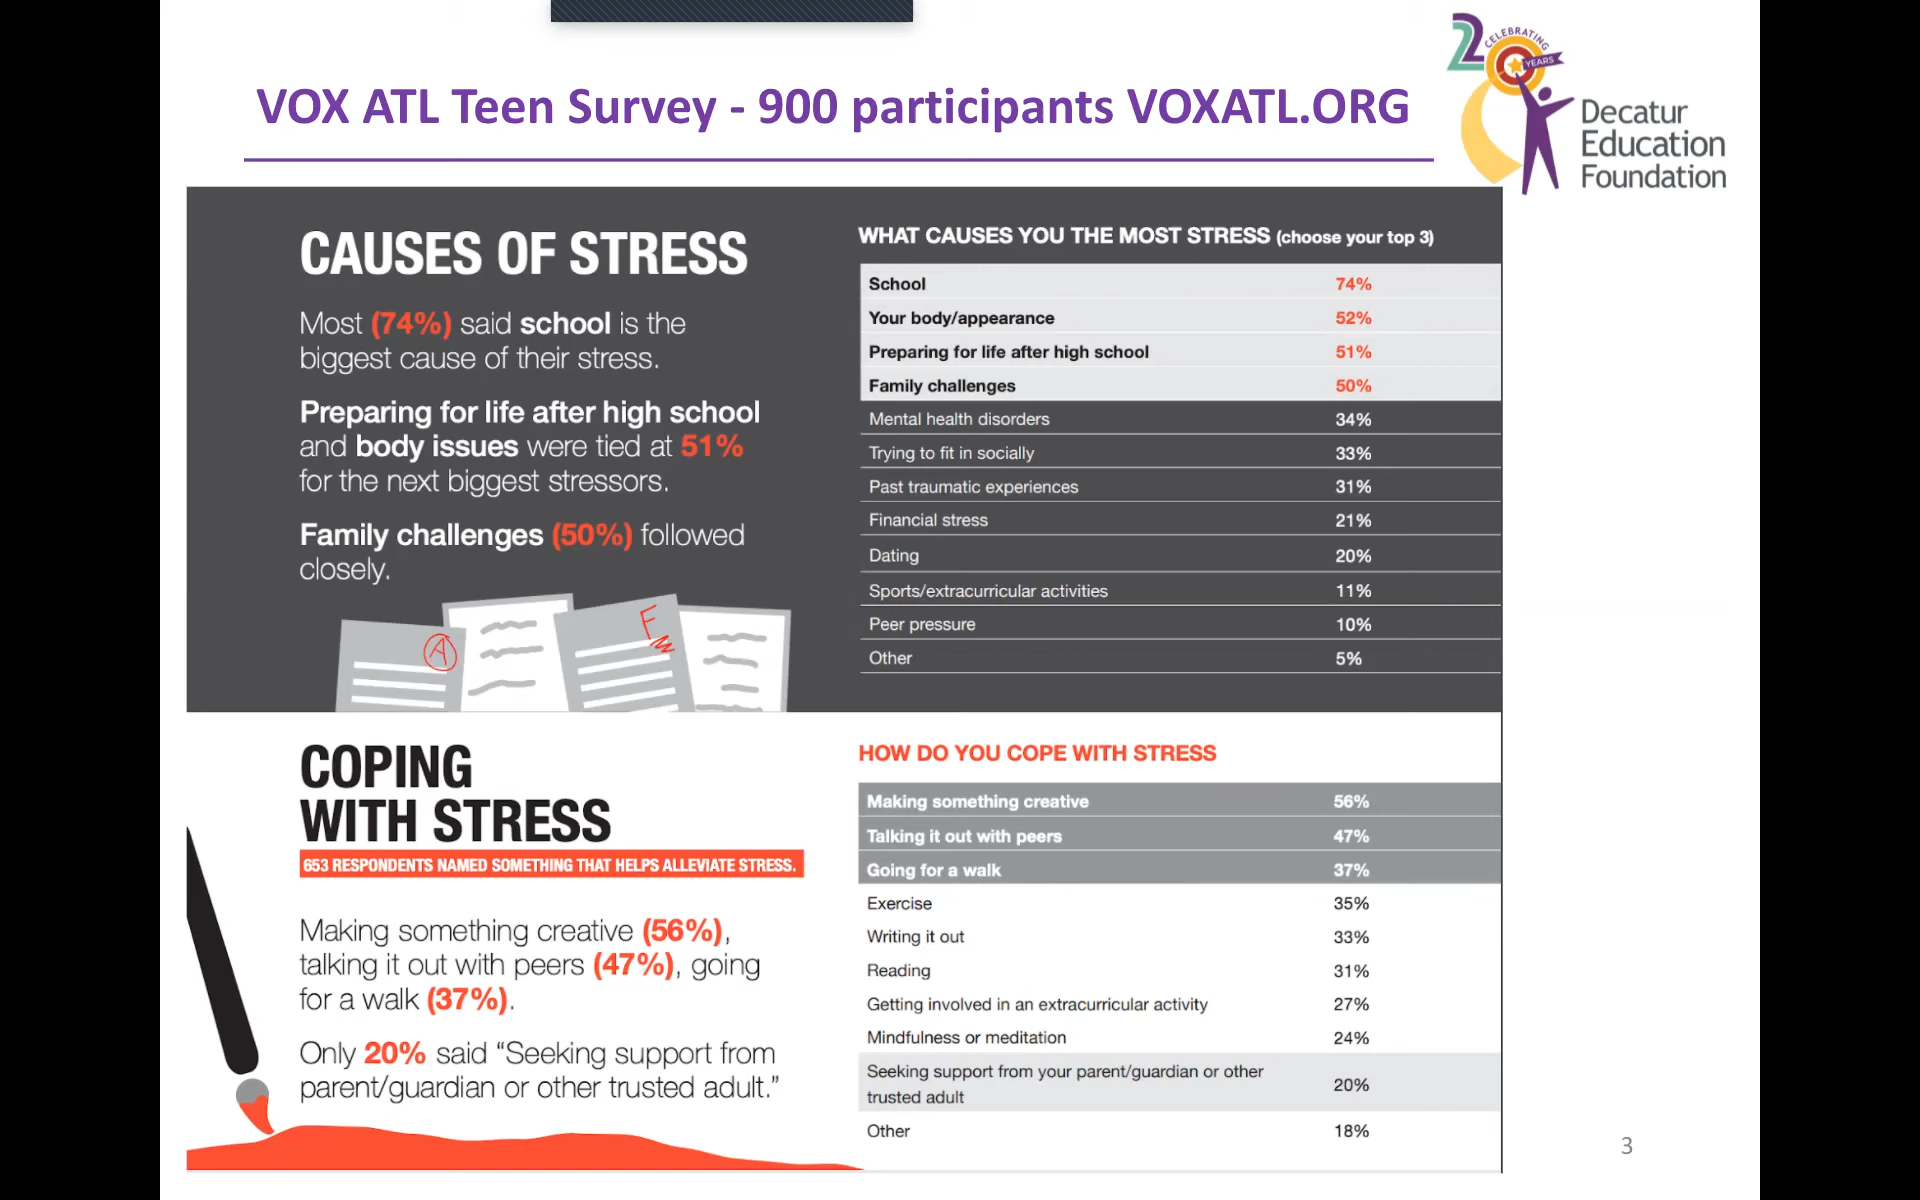 VOX ATL Teen Survey - 900 participants VOXATL.ORG
2
CELEBRATING
YEARS
Decatur
Education
Foundation
CAUSES OF STRESS
Most (74%) said school is the
biggest cause of their stress.
Preparing for life after high school
and body issues were tied at 51%
for the next biggest stressors.
Family challenges (50%) followed
closely.
A
F
WHAT CAUSES YOU THE MOST STRESS (choose your top 3)
School 74%
Your body/appearance 52%
Preparing for life after high school 51%
Family challenges 50%
Mental health disorders 34%
Trying to fit in socially 33%
Past traumatic experiences 31%
Financial stress 21%
Dating 20%
Sports/extracurricular activities 11%
Peer pressure 10%
Other 5%
COPING
WITH STRESS
653 RESPONDENTS NAMED SOMETHING THAT HELPS ALLEVIATE STRESS.
Making something creative (56%),
talking it out with peers (47%), going
for a walk (37%).
Only 20% said “Seeking support from
parent/guardian or other trusted adult.”
HOW DO YOU COPE WITH STRESS
Making something creative 56%
Talking it out with peers 47%
Going for a walk 37%
Exercise 35%
Writing it out 33%
Reading 31%
Getting involved in an extracurricular activity 27%
Mindfulness or meditation 24%
Seeking support from your parent/guardian or other
trusted adult 20%
Other 18%
3